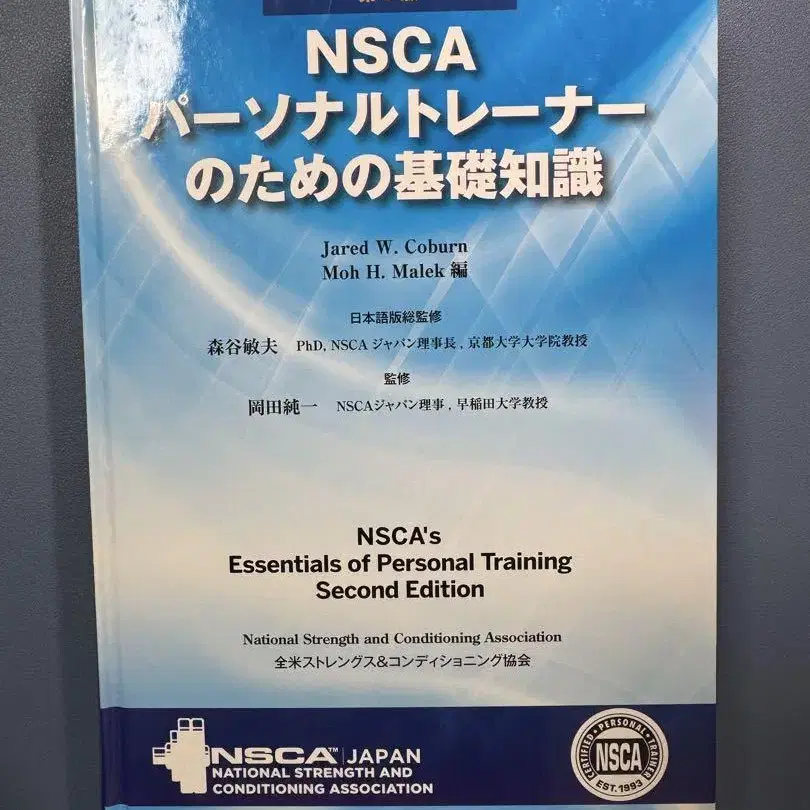 NSCA
パーソナルトレーナー
のための基礎知識
Jared W. Coburn
Moh H. Malek 編
日本語版総監修
森谷敏夫 PhD, NSCA ジャパン理事長, 京都大学大学院教授
監修
岡田純一 NSCAジャパン理事, 早稲田大学教授
NSCA's
Essentials of Personal Training
Second Edition
National Strength and Conditioning Association
全米ストレングス&コンディショニング協会
NSCA™ JAPAN
NATIONAL STRENGTH AND
CONDITIONING ASSOCIATION
CERTIFIED • PERSONAL • TRAINER
NSCA
EST. 1993